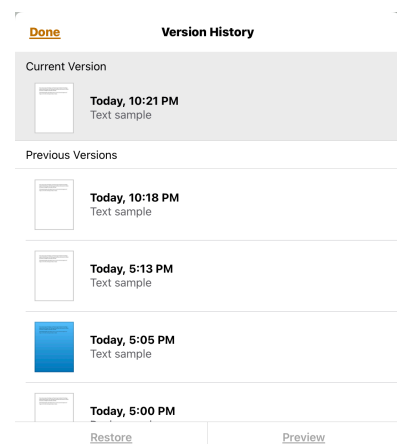 Done Version History
Current Version
Today, 10:21 PM
Text sample
Previous Versions
Today, 10:18 PM
Text sample
Today, 5:13 PM
Text sample
Today, 5:05 PM
Text sample
Today, 5:00 PM
Restore Preview